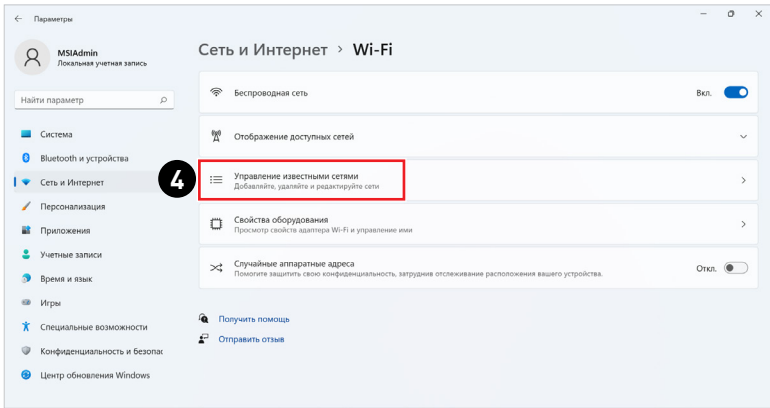 Параметры
MSIAdmin
Локальная учетная запись
Найти параметр
Система
Bluetooth и устройства
Сеть и Интернет
Персонализация
Приложения
Учетные записи
Время и язык
Игры
Специальные возможности
Конфиденциальность и безопас
Центр обновления Windows
Сеть и Интернет > Wi-Fi
Беспроводная сеть
Вкл.
Отображение доступных сетей
4
Управление известными сетями
Добавляйте, удаляйте и редактируйте сети
Свойства оборудования
Просмотр свойств адаптера Wi-Fi и управление ими
Случайные аппаратные адреса
Помогите защитить свою конфиденциальность, затруднив отслеживание расположения вашего устройства.
Откл.
Получить помощь
Отправить отзыв